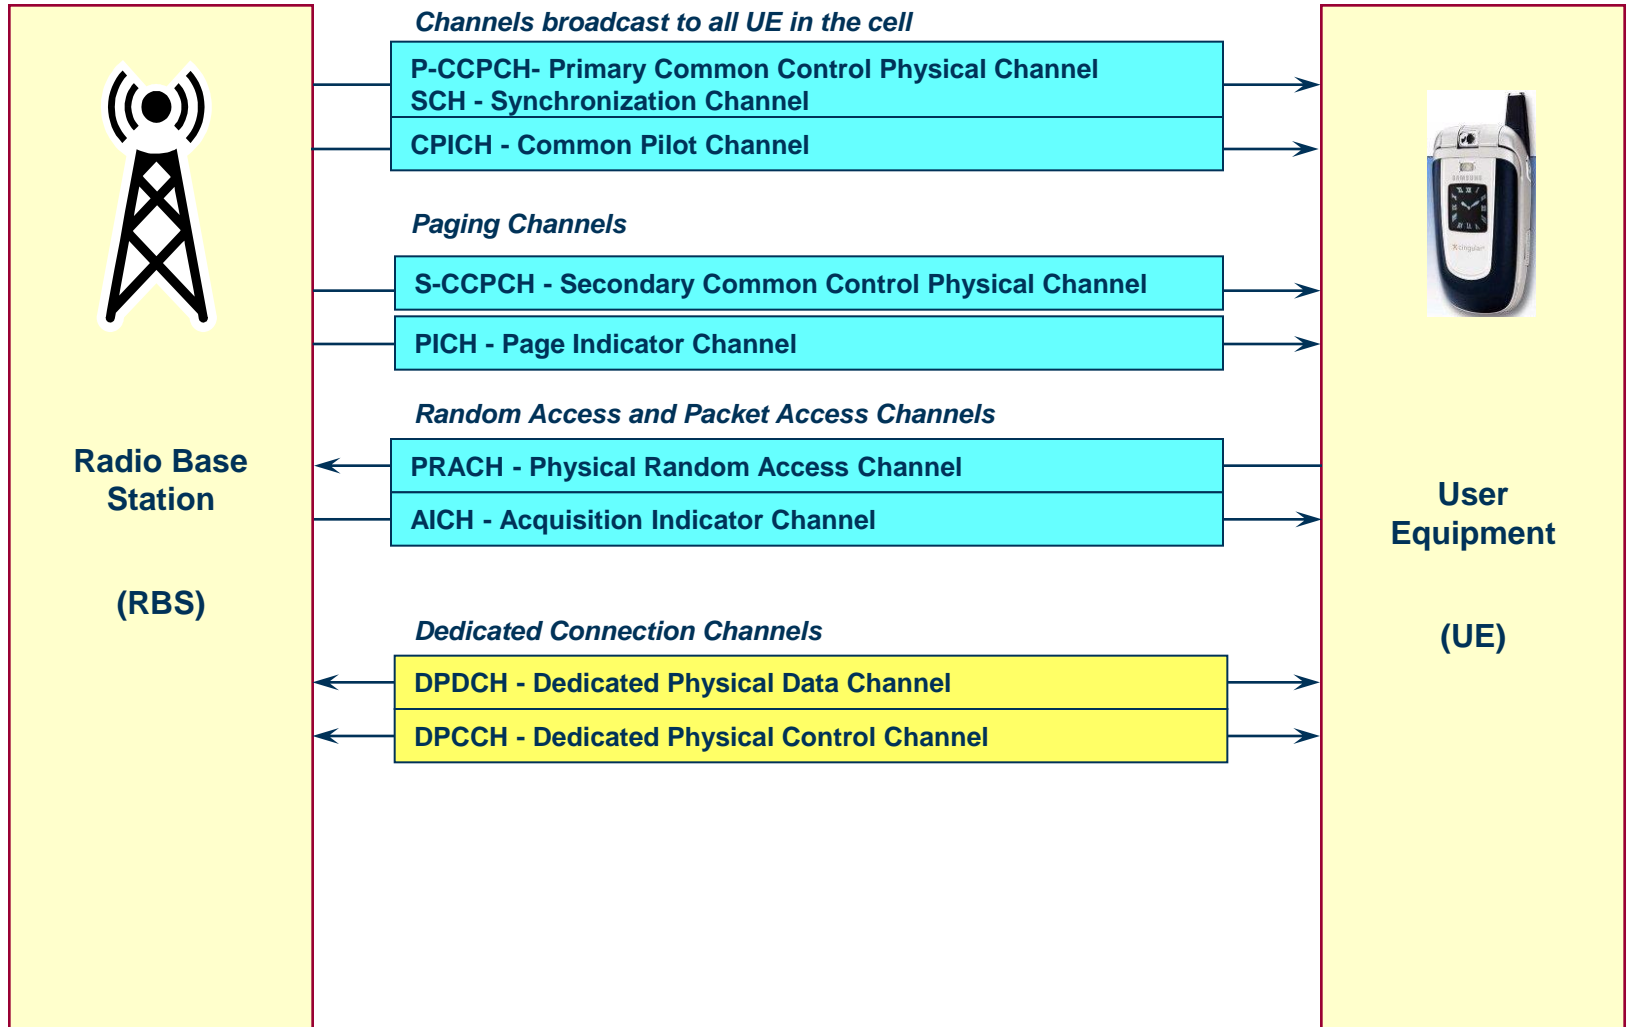 Channels broadcast to all UE in the cell
P-CCPCH- Primary Common Control Physical Channel
SCH - Synchronization Channel
CPICH - Common Pilot Channel
Paging Channels
S-CCPCH - Secondary Common Control Physical Channel
PICH - Page Indicator Channel
Random Access and Packet Access Channels
PRACH - Physical Random Access Channel
AICH - Acquisition Indicator Channel
Dedicated Connection Channels
DPDCH - Dedicated Physical Data Channel
DPCCH - Dedicated Physical Control Channel
Radio Base
Station
(RBS)
SAMSUNG
cingular
User
Equipment
(UE)